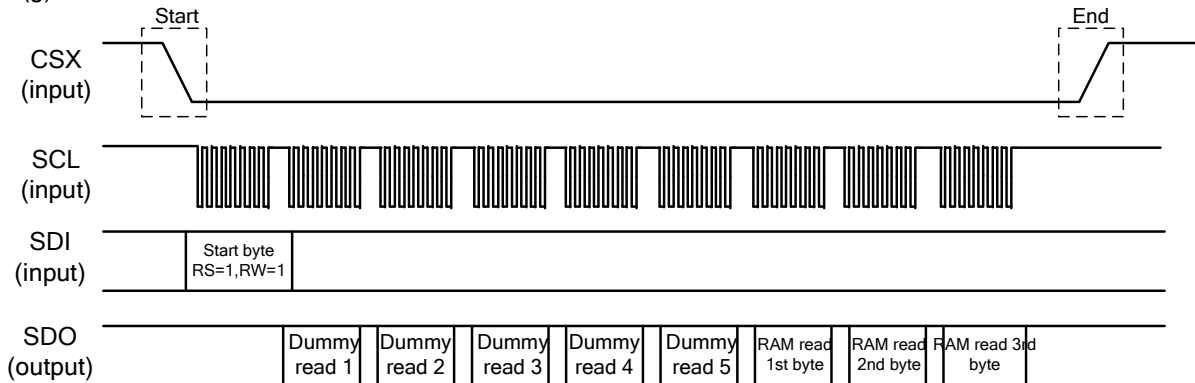 Start
End
CSX
(input)
SCL
(input)
SDI
(input)
Start byte
RS=1,RW=1
SDO
(output)
Dummy
read 1
Dummy
read 2
Dummy
read 3
Dummy
read 4
Dummy
read 5
RAM read
1st byte
RAM read
2nd byte
RAM read 3rd
byte